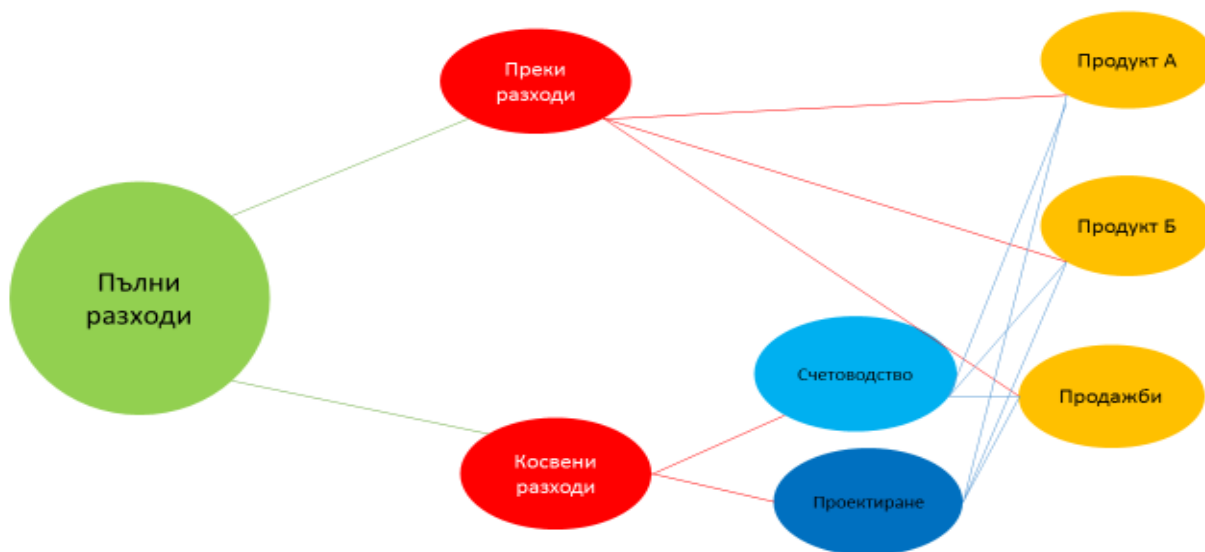 Преки
разходи
Продукт А
Продукт Б
Пълни
разходи
Счетоводство
Продажби
Косвени
разходи
Проектиране